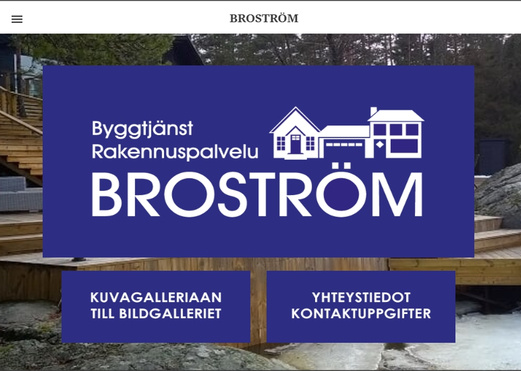 BROSTRÖM
Byggtjänst
Rakennuspalvelu
BROSTRÖM
KUVAGALLERIAAN
TILL BILDGALLERIET
YHTEYSTIEDOT
KONTAKTUPPGIFTER